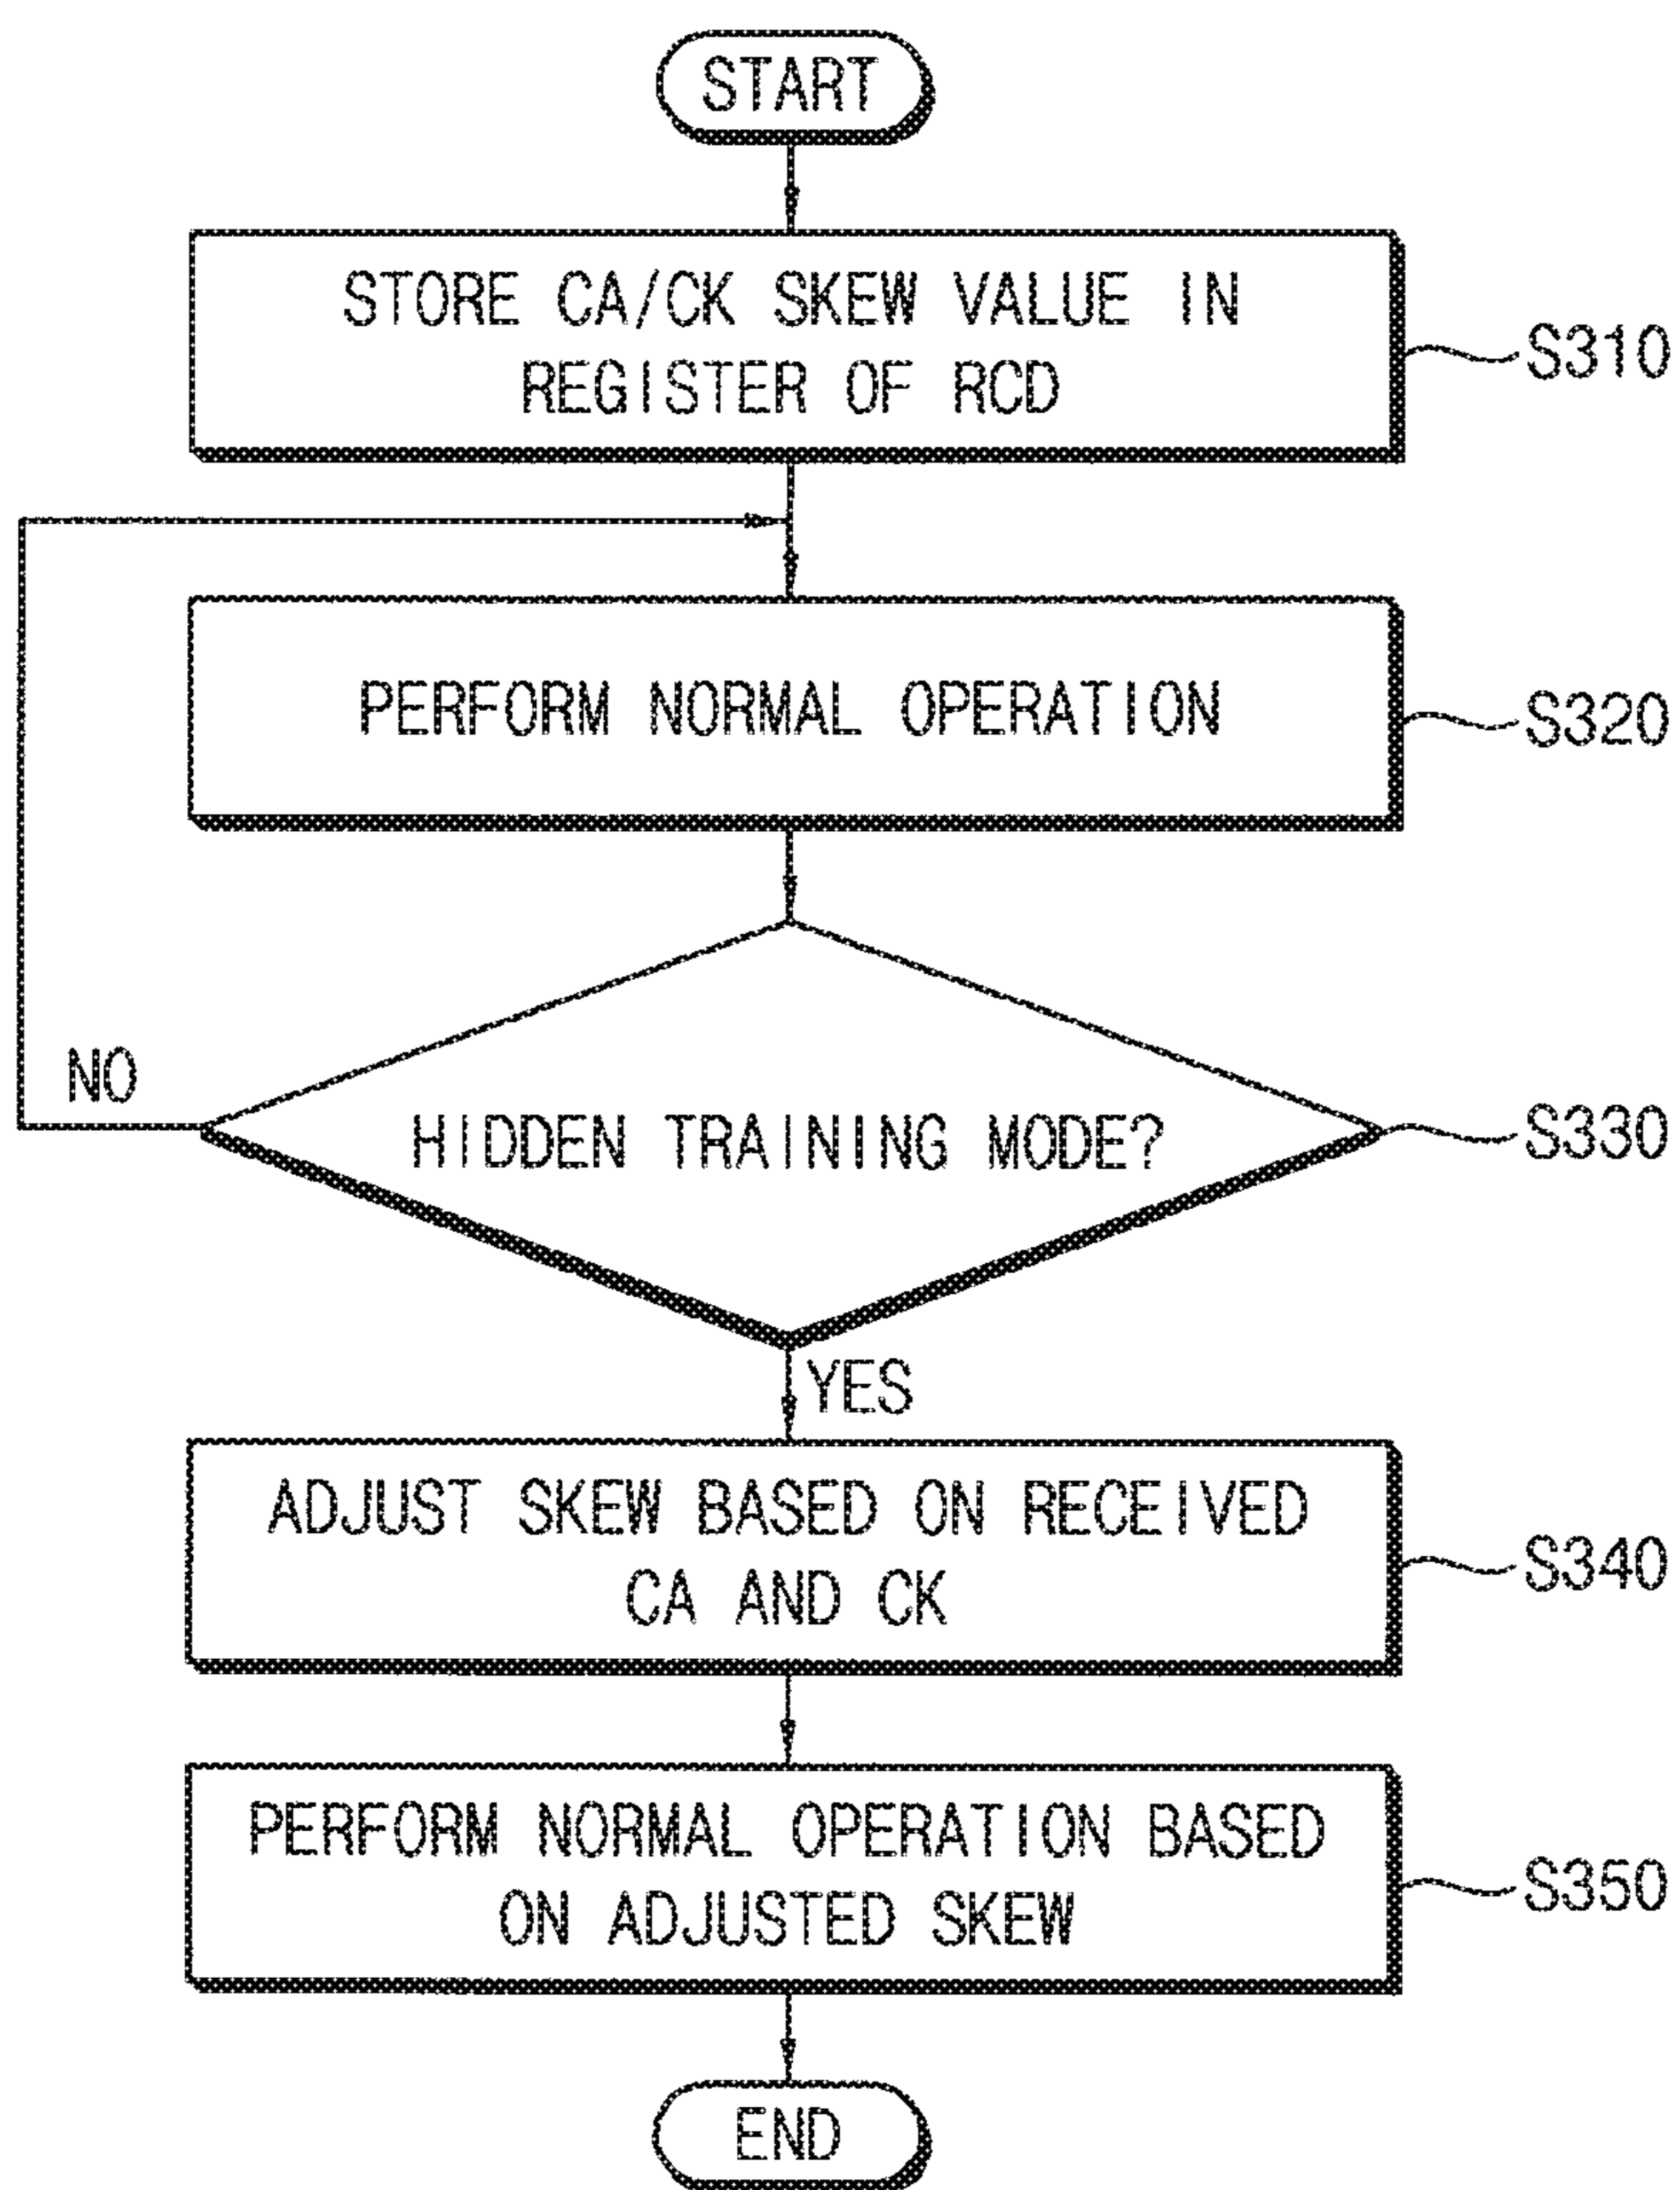 START
STORE CA/CK SKEW VALUE IN
REGISTER OF RCD
S310
PERFORM NORMAL OPERATION
S320
NO
HIDDEN TRAINING MODE?
S330
YES
ADJUST SKEW BASED ON RECEIVED
CA AND CK
S340
PERFORM NORMAL OPERATION BASED
ON ADJUSTED SKEW
S350
END